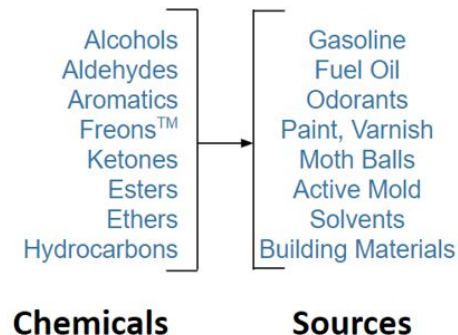 Alcohols
Aldehydes
Aromatics
Freons™
Ketones
Esters
Ethers
Hydrocarbons
Gasoline
Fuel Oil
Odorants
Paint, Varnish
Moth Balls
Active Mold
Solvents
Building Materials
Chemicals
Sources